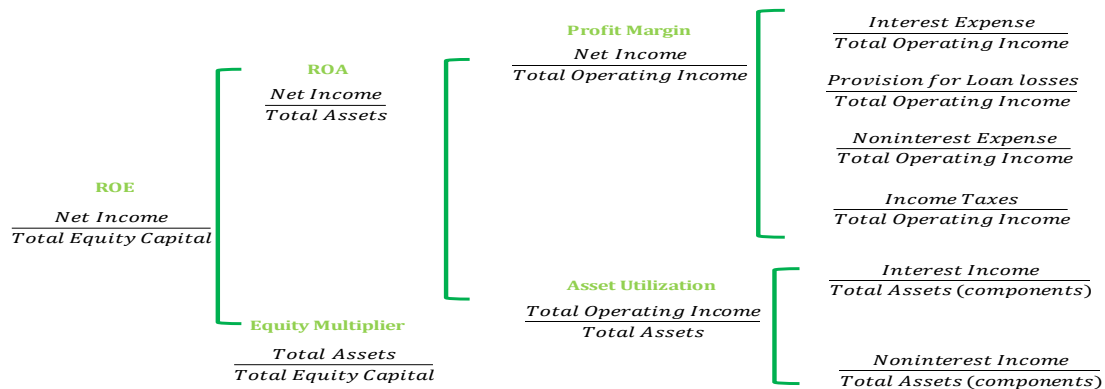 ROE
Net Income
Total Equity Capital
ROA
Net Income
Total Assets
Equity Multiplier
Total Assets
Total Equity Capital
Profit Margin
Net Income
Total Operating Income
Asset Utilization
Total Operating Income
Total Assets
Interest Expense
Total Operating Income
Provision for Loan losses
Total Operating Income
Noninterest Expense
Total Operating Income
Income Taxes
Total Operating Income
Interest Income
Total Assets (components)
Noninterest Income
Total Assets (components)